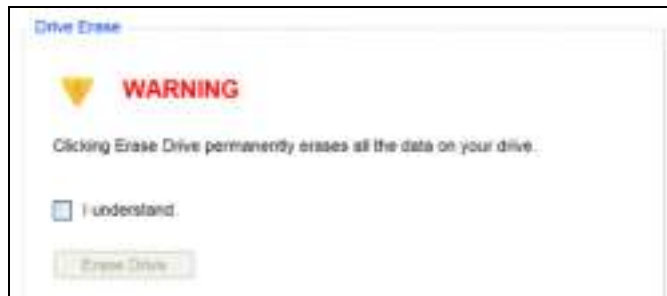 Drive Erase
WARNING
Clicking Erase Drive permanently erases all the data on your drive.
I understand.
Erase Drive